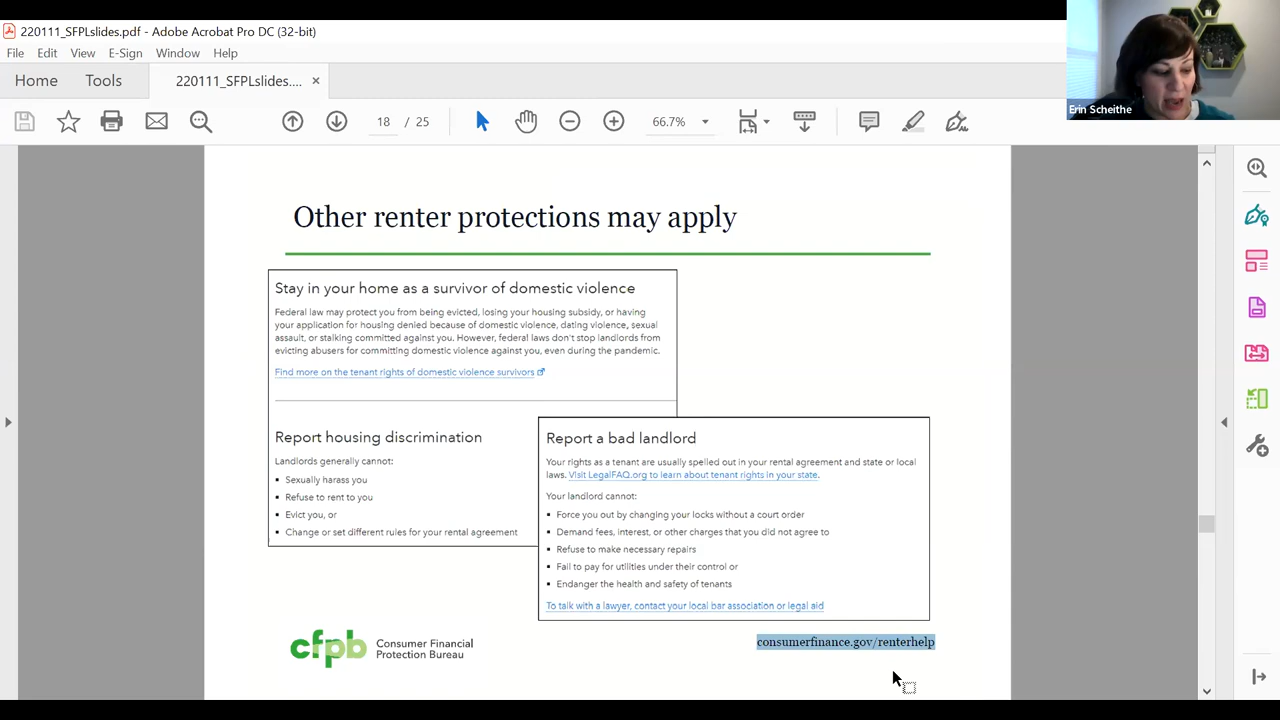 220111_SFPLslides.pdf - Adobe Acrobat Pro DC (32-bit)
File Edit View E-Sign Window Help
Home Tools 220111_SFPLslides.... ×
18 / 25 66.7%
Erin Scheithe
Other renter protections may apply
Stay in your home as a survivor of domestic violence
Federal law may protect you from being evicted, losing your housing subsidy, or having
your application for housing denied because of domestic violence, dating violence, sexual
assault, or stalking committed against you. However, federal laws don't stop landlords from
evicting abusers for committing domestic violence against you, even during the pandemic.
Find more on the tenant rights of domestic violence survivors
Report housing discrimination
Landlords generally cannot:
▪ Sexually harass you
▪ Refuse to rent to you
▪ Evict you, or
▪ Change or set different rules for your rental agreement
Report a bad landlord
Your rights as a tenant are usually spelled out in your rental agreement and state or local
laws. Visit LegalFAQ.org to learn about tenant rights in your state.
Your landlord cannot:
▪ Force you out by changing your locks without a court order
▪ Demand fees, interest, or other charges that you did not agree to
▪ Refuse to make necessary repairs
▪ Fail to pay for utilities under their control or
▪ Endanger the health and safety of tenants
To talk with a lawyer, contact your local bar association or legal aid
cfpb Consumer Financial
Protection Bureau
consumerfinance.gov/renterhelp